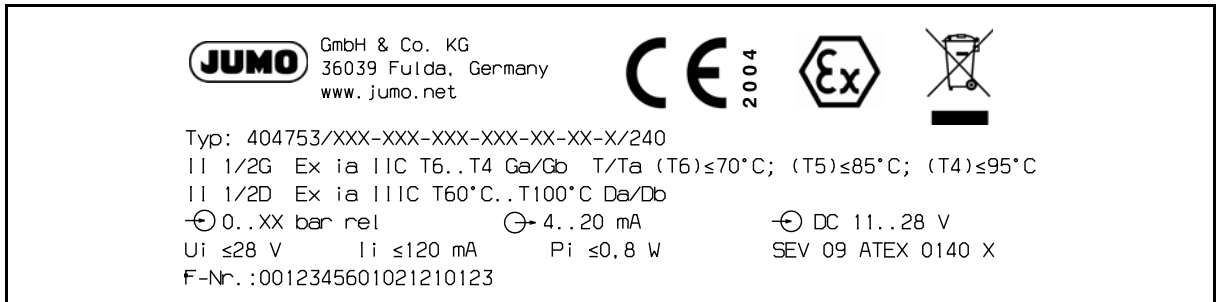 JUMO GmbH & Co. KG
36039 Fulda, Germany
www.jumo.net
CE 2004 Ex
Typ: 404753/XXX-XXX-XXX-XXX-XX-XX-X/240
II 1/2G Ex ia IIC T6..T4 Ga/Gb T/Ta (T6)≤70°C; (T5)≤85°C; (T4)≤95°C
II 1/2D Ex ia IIIC T60°C..T100°C Da/Db
0..XX bar rel 4..20 mA DC 11..28 V
Ui ≤28 V Ii ≤120 mA Pi ≤0,8 W SEV 09 ATEX 0140 X
F-Nr.:0012345601021210123